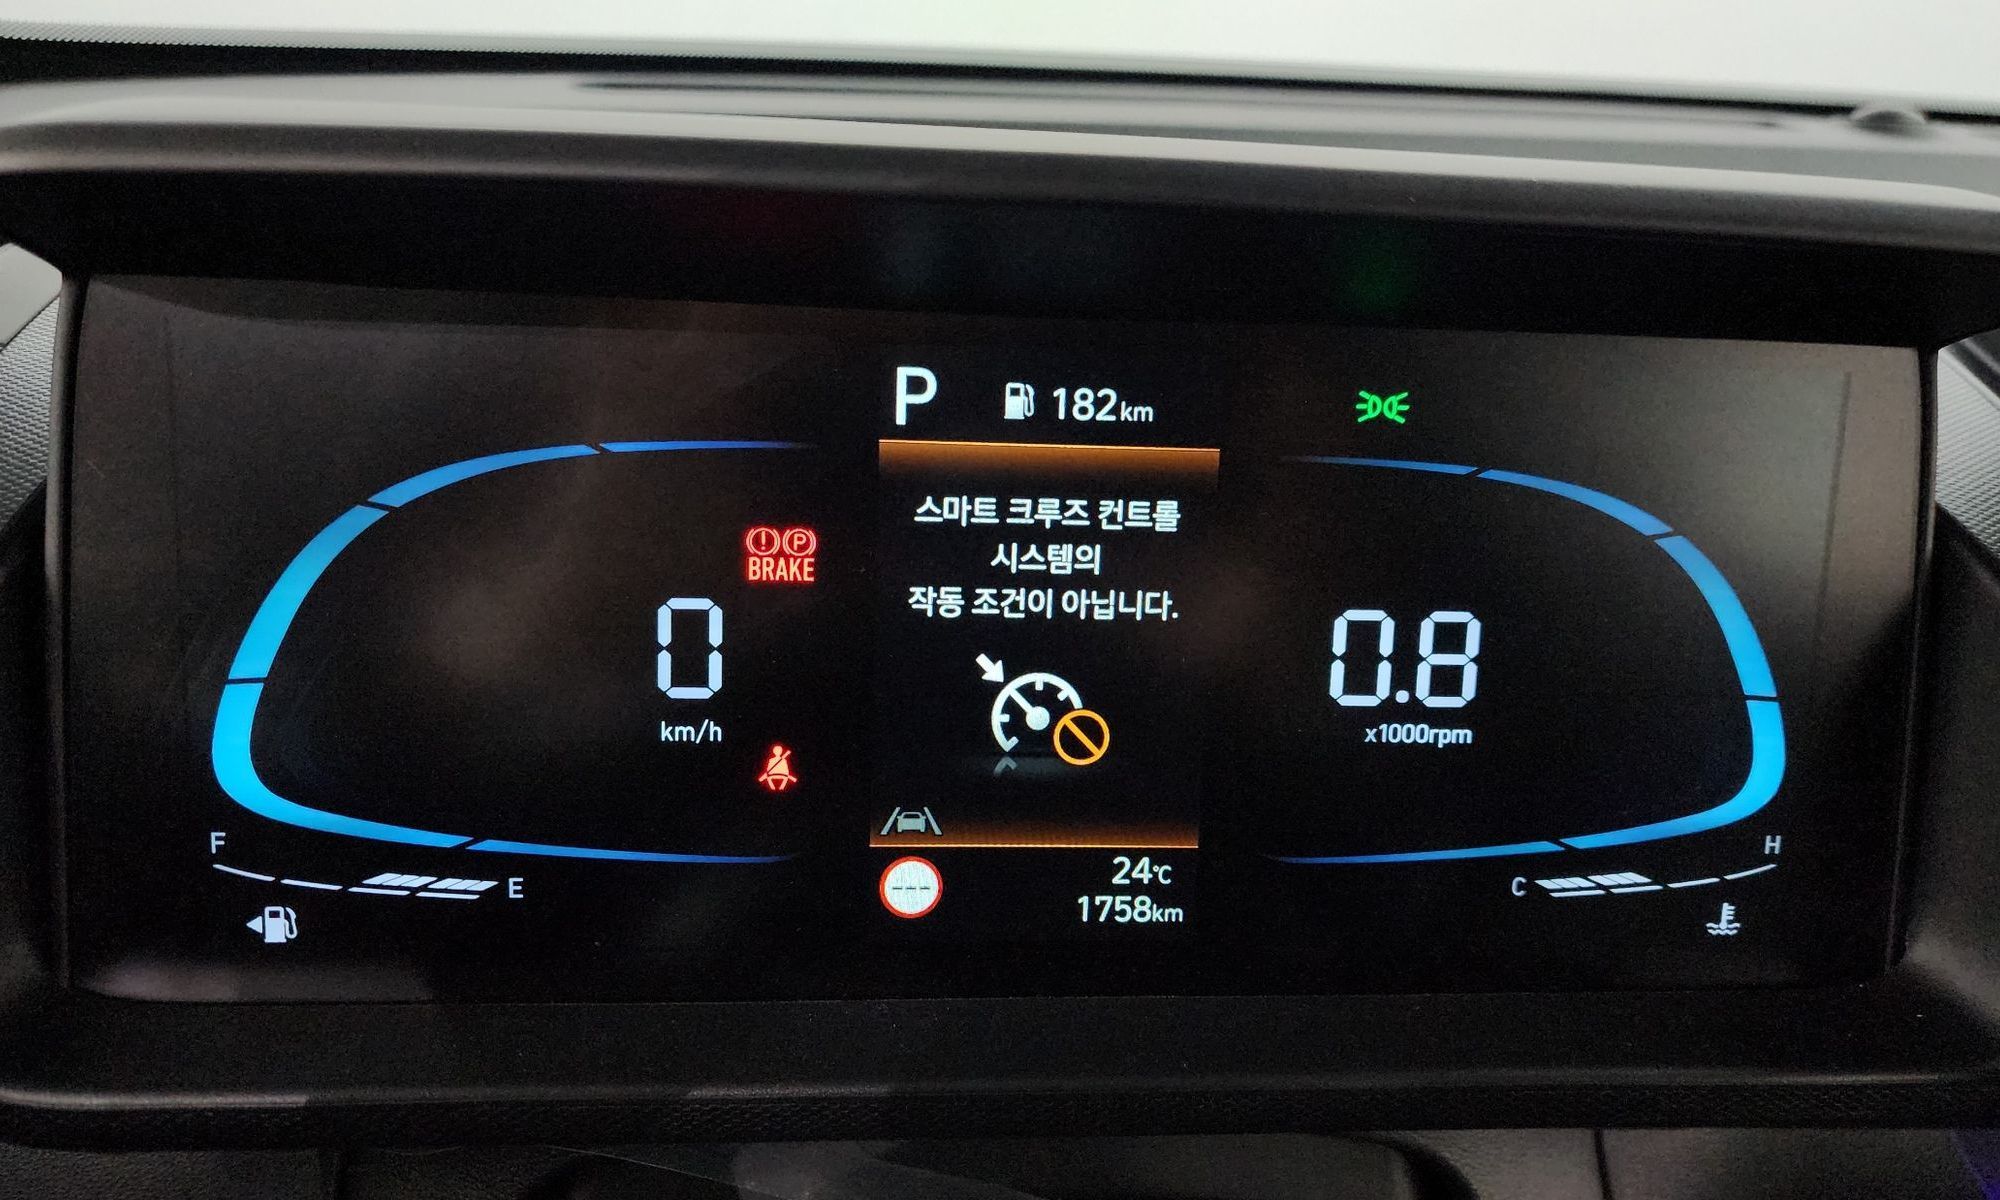 P 182km
스마트 크루즈 컨트롤
시스템의
작동 조건이 아닙니다.
! P
BRAKE
0
km/h
0.8
x1000rpm
F E
C H
---
24℃
1758km